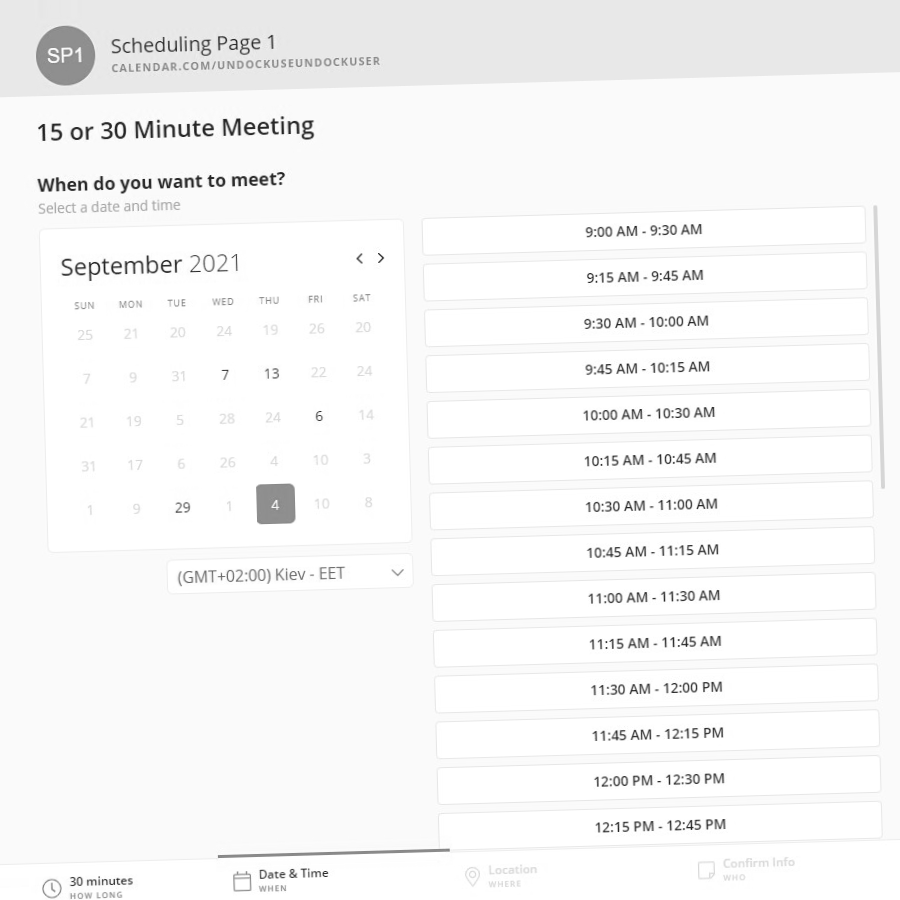 SP1
Scheduling Page 1
CALENDAR.COM/UNDOCKUSEUNDOCKUSER
15 or 30 Minute Meeting
When do you want to meet?
Select a date and time
September 2021
SUN MON TUE WED THU FRI SAT
25 21 20 24 19 26 20
7 9 31 7 13 22 24
21 19 5 28 24 6 14
31 17 6 26 4 10 3
1 9 29 1 4 10 8
(GMT+02:00) Kiev - EET
9:00 AM - 9:30 AM
9:15 AM - 9:45 AM
9:30 AM - 10:00 AM
9:45 AM - 10:15 AM
10:00 AM - 10:30 AM
10:15 AM - 10:45 AM
10:30 AM - 11:00 AM
10:45 AM - 11:15 AM
11:00 AM - 11:30 AM
11:15 AM - 11:45 AM
11:30 AM - 12:00 PM
11:45 AM - 12:15 PM
12:00 PM - 12:30 PM
12:15 PM - 12:45 PM
30 minutes
HOW LONG
Date & Time
WHEN
Location
WHERE
Confirm Info
WHO